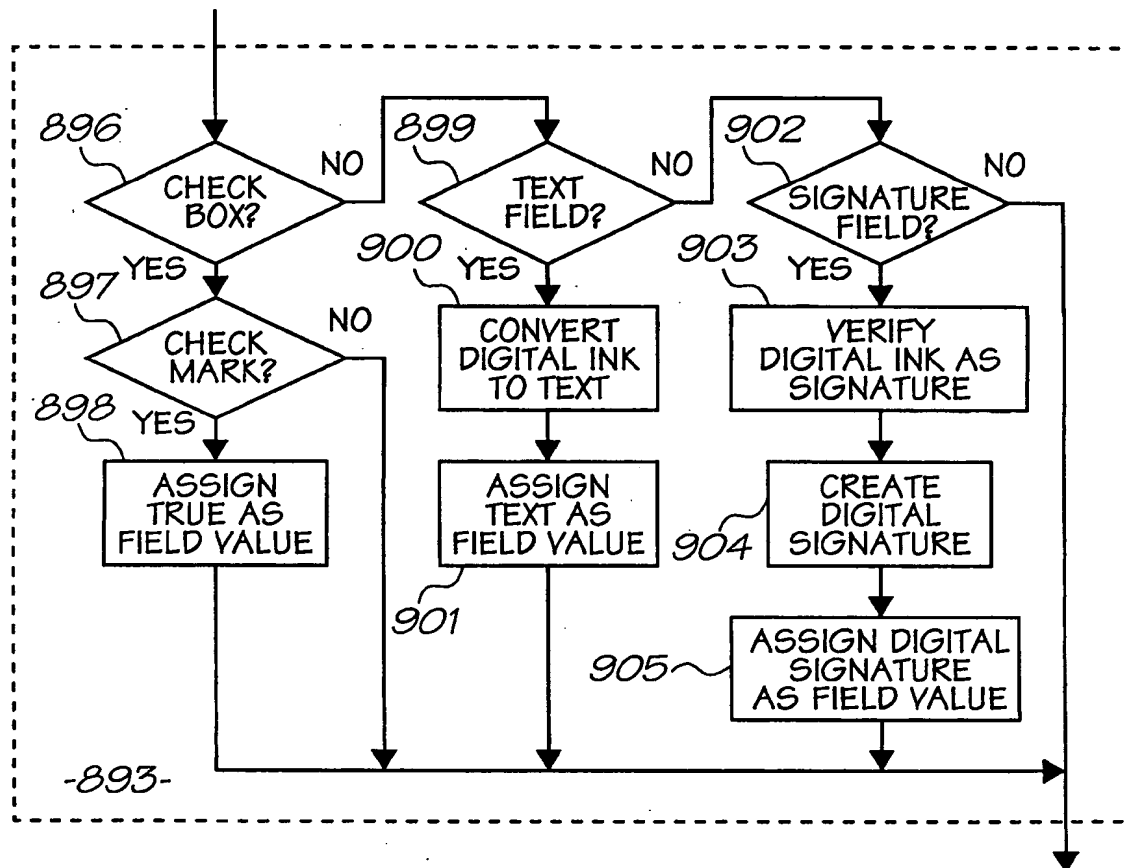 896
CHECK
BOX?
NO
YES
897
CHECK
MARK?
NO
YES
898
ASSIGN
TRUE AS
FIELD VALUE
899
TEXT
FIELD?
NO
YES
900
CONVERT
DIGITAL INK
TO TEXT
ASSIGN
TEXT AS
FIELD VALUE
901
902
SIGNATURE
FIELD?
NO
YES
903
VERIFY
DIGITAL INK AS
SIGNATURE
CREATE
DIGITAL
SIGNATURE
904
ASSIGN DIGITAL
SIGNATURE
AS FIELD VALUE
905
-893-